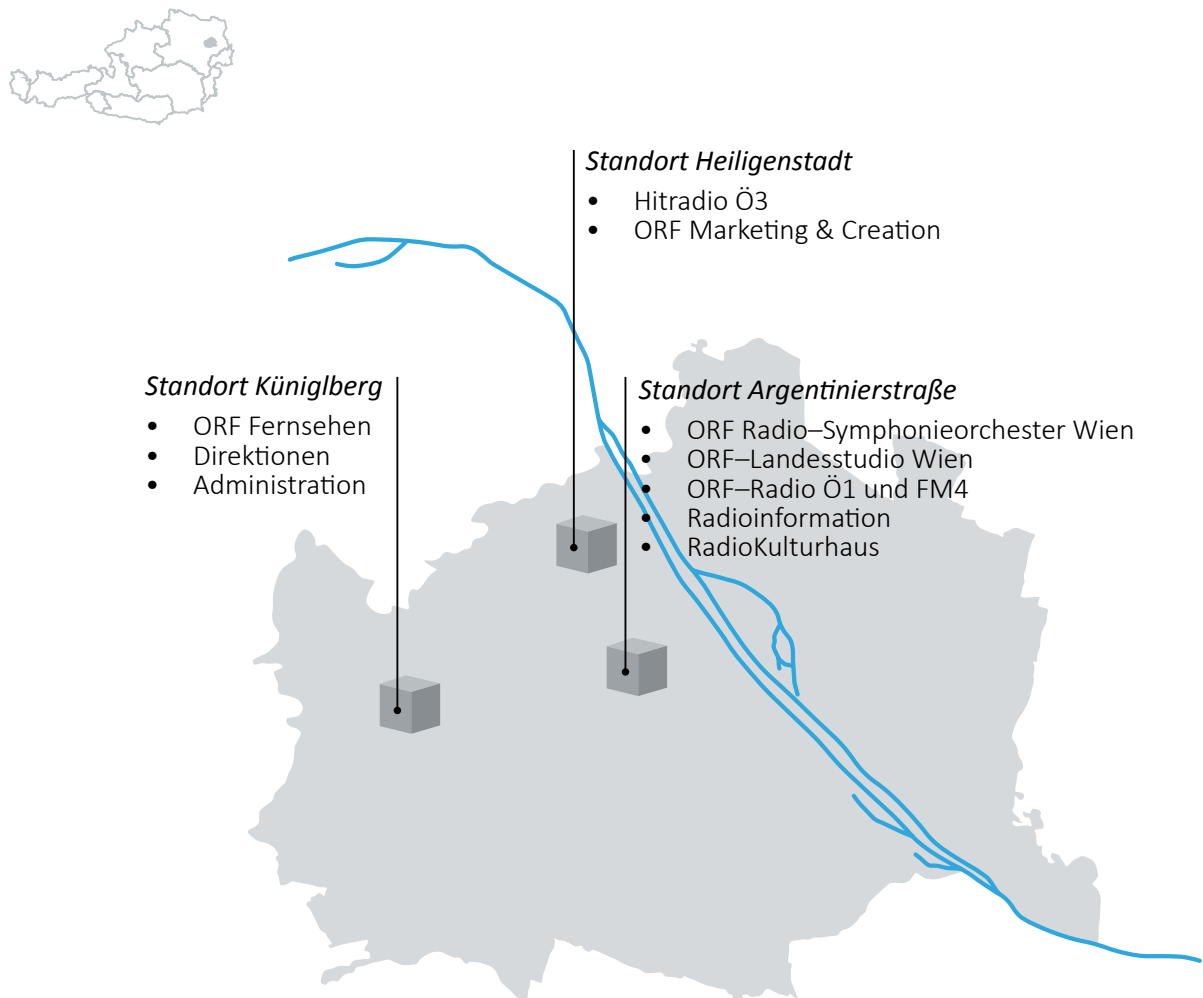 Standort Heiligenstadt
• Hitradio Ö3
• ORF Marketing & Creation
Standort Küniglberg
• ORF Fernsehen
• Direktionen
• Administration
Standort Argentinierstraße
• ORF Radio–Symphonieorchester Wien
• ORF–Landesstudio Wien
• ORF–Radio Ö1 und FM4
• Radioinformation
• RadioKulturhaus